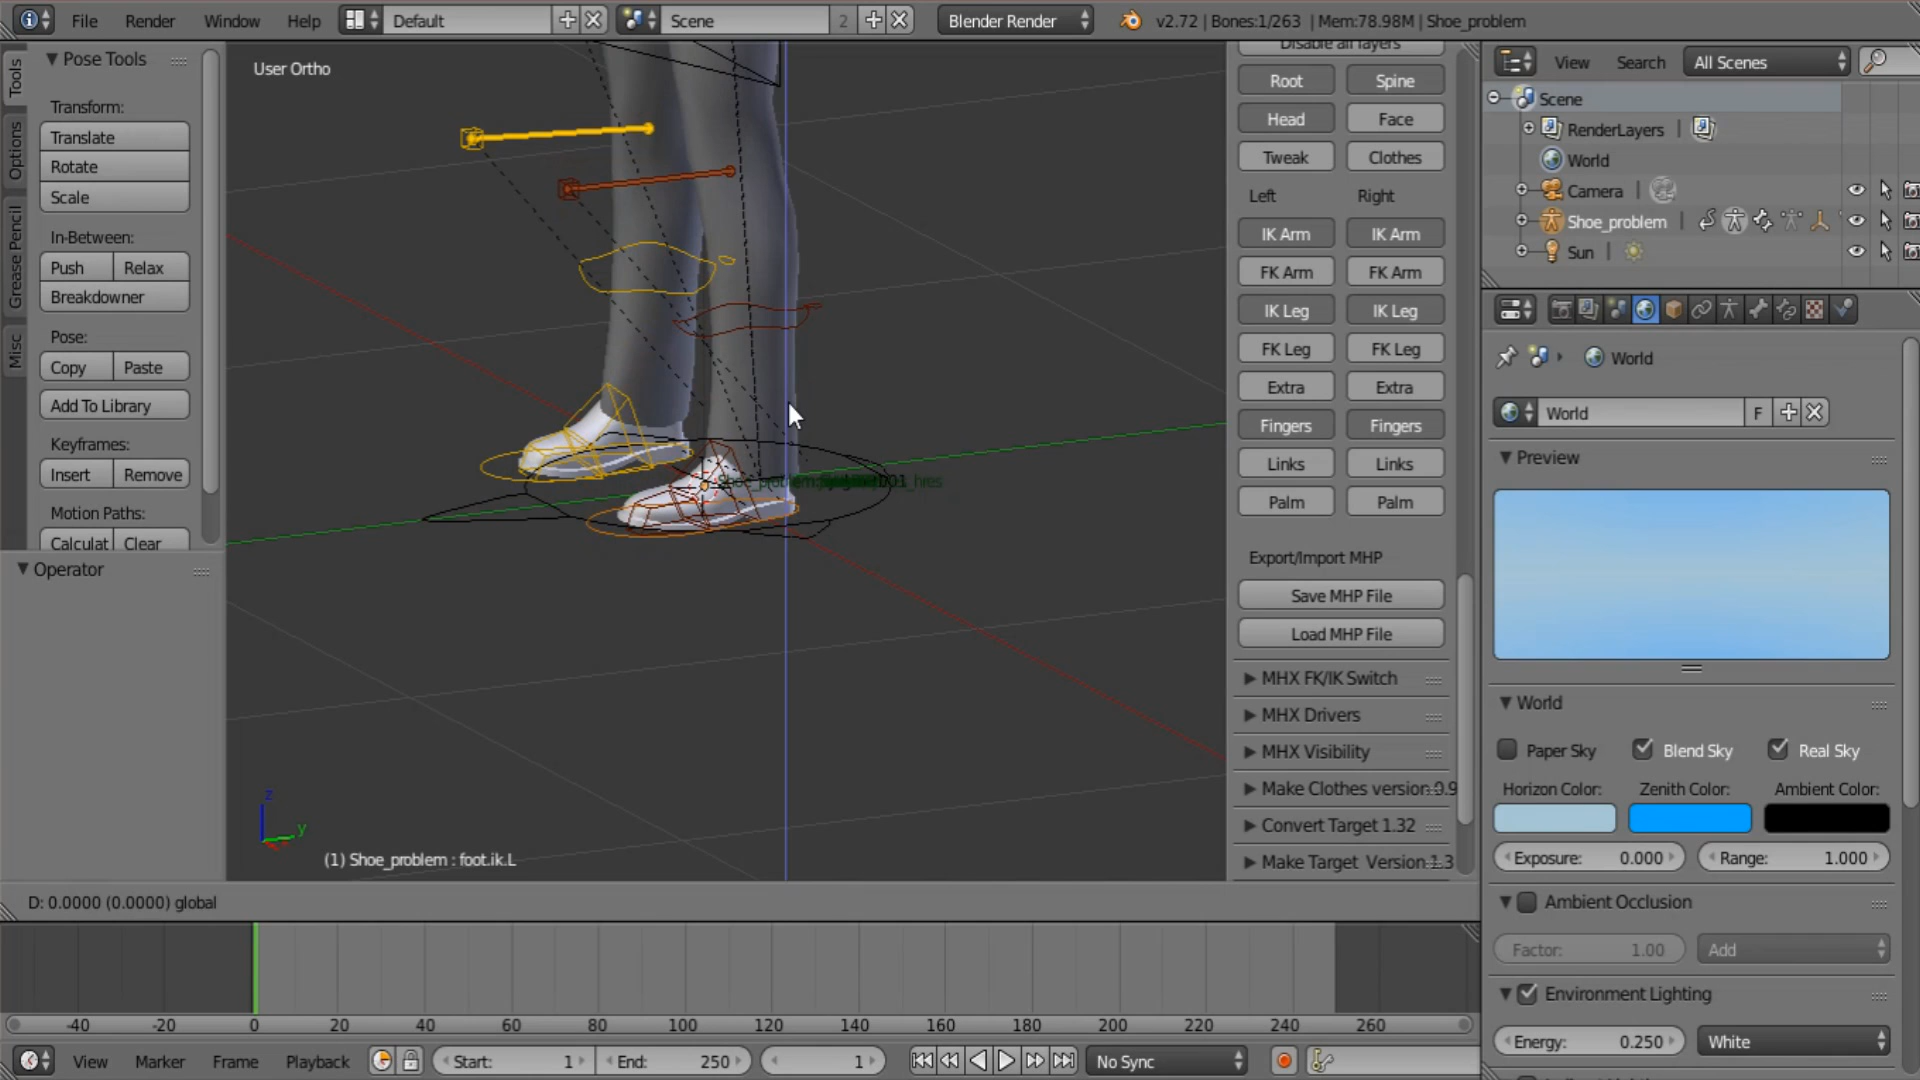 File Render Window Help Default Scene 2 Blender Render v2.72 | Bones:1/263 | Mem:78.98M | Shoe_problem
Tools
Options
Grease Pencil
Misc
Pose Tools
Transform:
Translate
Rotate
Scale
In-Between:
Push Relax
Breakdowner
Pose:
Copy Paste
Add To Library
Keyframes:
Insert Remove
Motion Paths:
Calculat Clear
Operator
User Ortho
z
y
(1) Shoe_problem : foot.ik.L
D: 0.0000 (0.0000) global
Disable all layers
Root Spine
Head Face
Tweak Clothes
Left Right
IK Arm IK Arm
FK Arm FK Arm
IK Leg IK Leg
FK Leg FK Leg
Extra Extra
Fingers Fingers
Links Links
Palm Palm
Export/Import MHP
Save MHP File
Load MHP File
MHX FK/IK Switch
MHX Drivers
MHX Visibility
Make Clothes version 0.9
Convert Target 1.32
Make Target Version 1.3
View Search All Scenes
Scene
RenderLayers |
World
Camera |
Shoe_problem |
Sun |
World
World F
Preview
World
Paper Sky Blend Sky Real Sky
Horizon Color: Zenith Color: Ambient Color:
Exposure: 0.000 Range: 1.000
Ambient Occlusion
Factor: 1.00 Add
Environment Lighting
Energy: 0.250 White
-40 -20 0 20 40 60 80 100 120 140 160 180 200 220 240 260
View Marker Frame Playback Start: 1 End: 250 1 No Sync